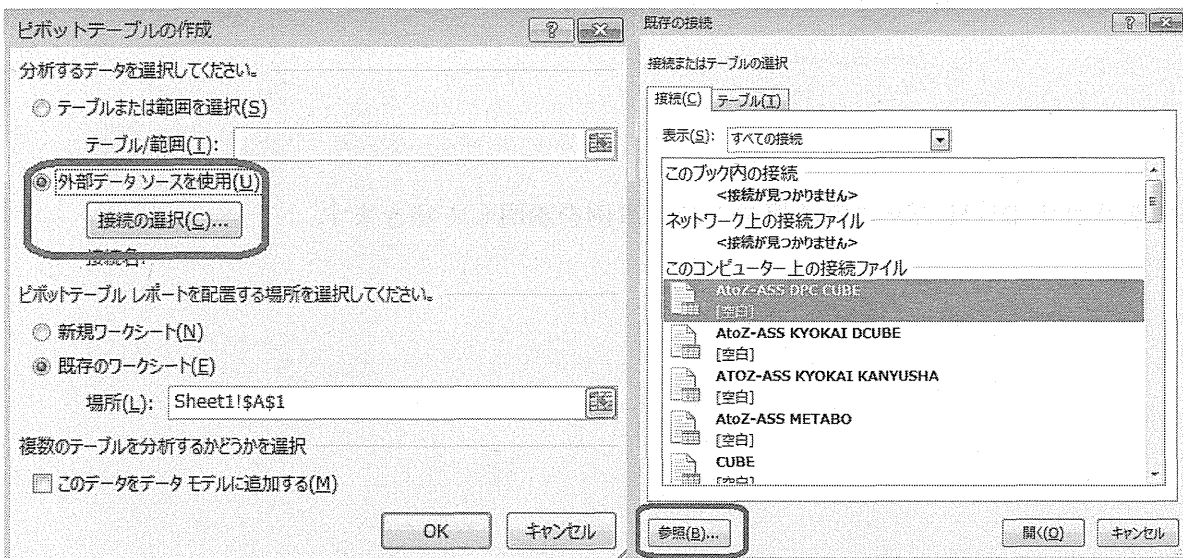 ピボットテーブルの作成
分析するデータを選択してください。
テーブルまたは範囲を選択(S)
テーブル/範囲(T):
外部データ ソースを使用(U)
接続の選択(C)...
接続名:
ピボットテーブル レポートを配置する場所を選択してください。
新規ワークシート(N)
既存のワークシート(E)
場所(L): Sheet1!$A$1
複数のテーブルを分析するかどうかを選択
このデータをデータ モデルに追加する(M)
OK キャンセル
既存の接続
接続またはテーブルの選択
接続(C) テーブル(T)
表示(S): すべての接続
このブック内の接続
<接続が見つかりません>
ネットワーク上の接続ファイル
<接続が見つかりません>
このコンピューター上の接続ファイル
AtoZ-ASS DPC CUBE
[空白]
AtoZ-ASS KYOKAI DCUBE
[空白]
ATOZ-ASS KYOKAI KANYUSHA
[空白]
AtoZ-ASS METABO
[空白]
CUBE
[空白]
参照(B)... 開く(O) キャンセル